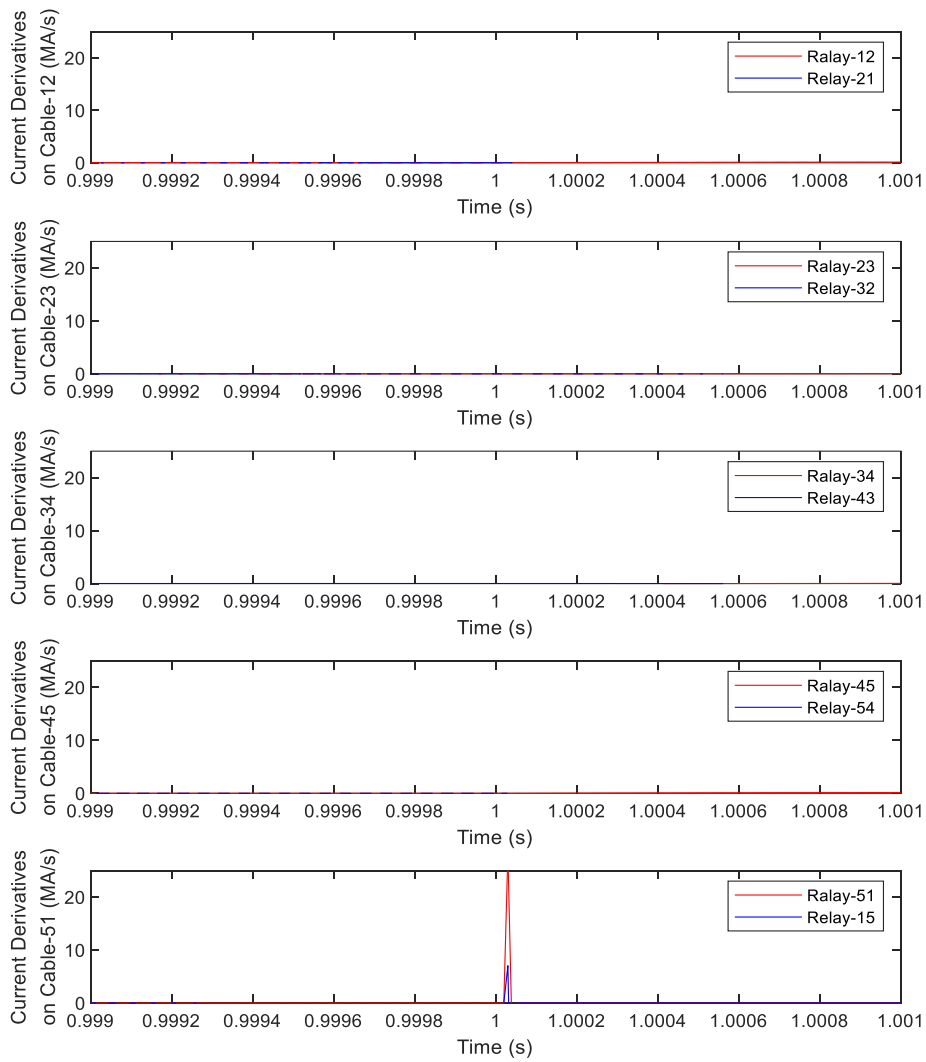 Current Derivatives
on Cable-12 (MA/s)
20
10
0
Ralay-12
Relay-21
0.999 0.9992 0.9994 0.9996 0.9998 1 1.0002 1.0004 1.0006 1.0008 1.001
Time (s)
Current Derivatives
on Cable-23 (MA/s)
20
10
0
Ralay-23
Relay-32
0.999 0.9992 0.9994 0.9996 0.9998 1 1.0002 1.0004 1.0006 1.0008 1.001
Time (s)
Current Derivatives
on Cable-34 (MA/s)
20
10
0
Ralay-34
Relay-43
0.999 0.9992 0.9994 0.9996 0.9998 1 1.0002 1.0004 1.0006 1.0008 1.001
Time (s)
Current Derivatives
on Cable-45 (MA/s)
20
10
0
Ralay-45
Relay-54
0.999 0.9992 0.9994 0.9996 0.9998 1 1.0002 1.0004 1.0006 1.0008 1.001
Time (s)
Current Derivatives
on Cable-51 (MA/s)
20
10
0
Ralay-51
Relay-15
0.999 0.9992 0.9994 0.9996 0.9998 1 1.0002 1.0004 1.0006 1.0008 1.001
Time (s)